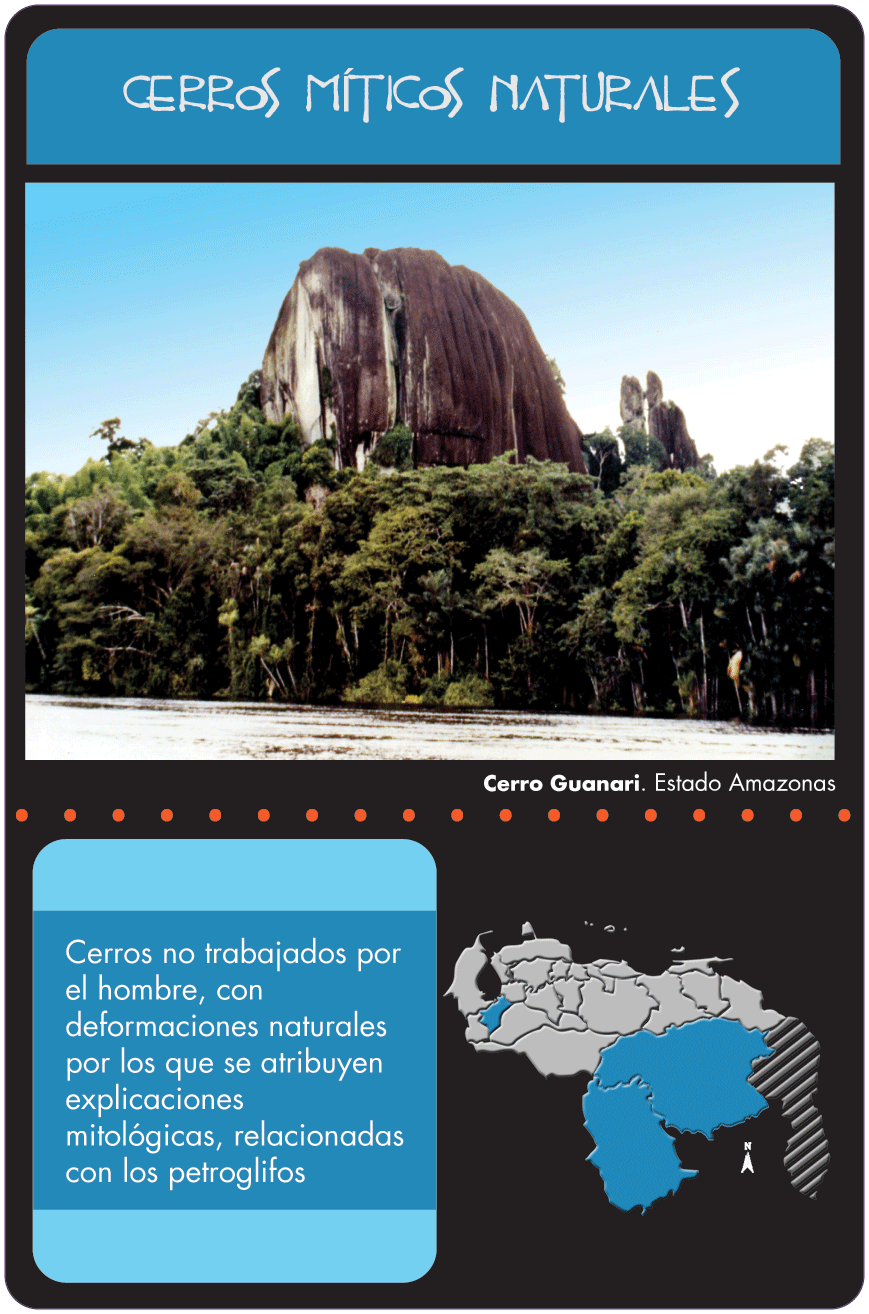 CERROS MÍTICOS NATURALES
Cerro Guanari. Estado Amazonas
Cerros no trabajados por
el hombre, con
deformaciones naturales
por los que se atribuyen
explicaciones
mitológicas, relacionadas
con los petroglifos
N